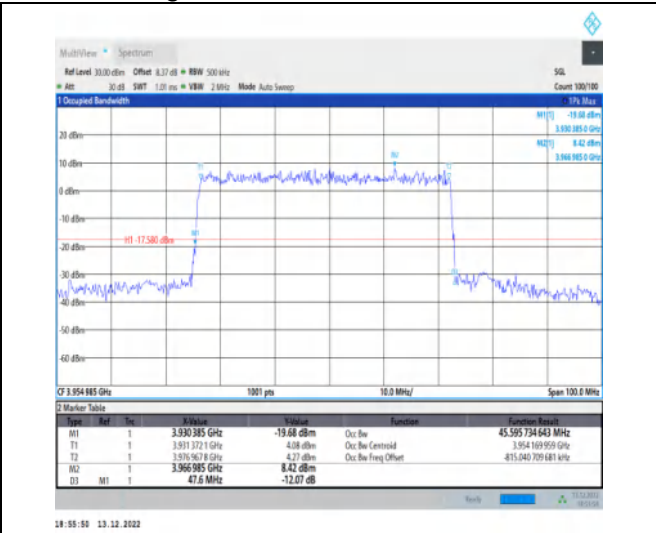 MultiView Spectrum
Ref Level 30.00 dBm Offset 8.37 dB RBW 500 kHz SGL
Att 30 dB SWT 1.01 ms VBW 2 MHz Mode Auto Sweep Count 100/100
1 Occupied Bandwidth 1Pk Max
M1[1] -19.68 dBm
3.930 385 0 GHz
20 dBm M2[1] 8.42 dBm
3.966 985 0 GHz
M2
10 dBm
T1 T2
0 dBm
-10 dBm
M1
H1 -17.580 dBm
-20 dBm
-30 dBm
-40 dBm
-50 dBm
-60 dBm
CF 3.954 985 GHz 1001 pts 10.0 MHz/ Span 100.0 MHz
2 Marker Table
Type Ref Trc X-Value Y-Value Function Function Result
M1 1 3.930 385 GHz -19.68 dBm Occ Bw 45.595 734 643 MHz
T1 1 3.931 372 1 GHz 4.08 dBm Occ Bw Centroid 3.954 169 959 GHz
T2 1 3.976 967 8 GHz 4.27 dBm Occ Bw Freq Offset -815.040 709 681 kHz
M2 1 3.966 985 GHz 8.42 dBm
D3 M1 1 47.6 MHz -12.07 dB
Ready 13.12.2022
18:55:50 13.12.2022